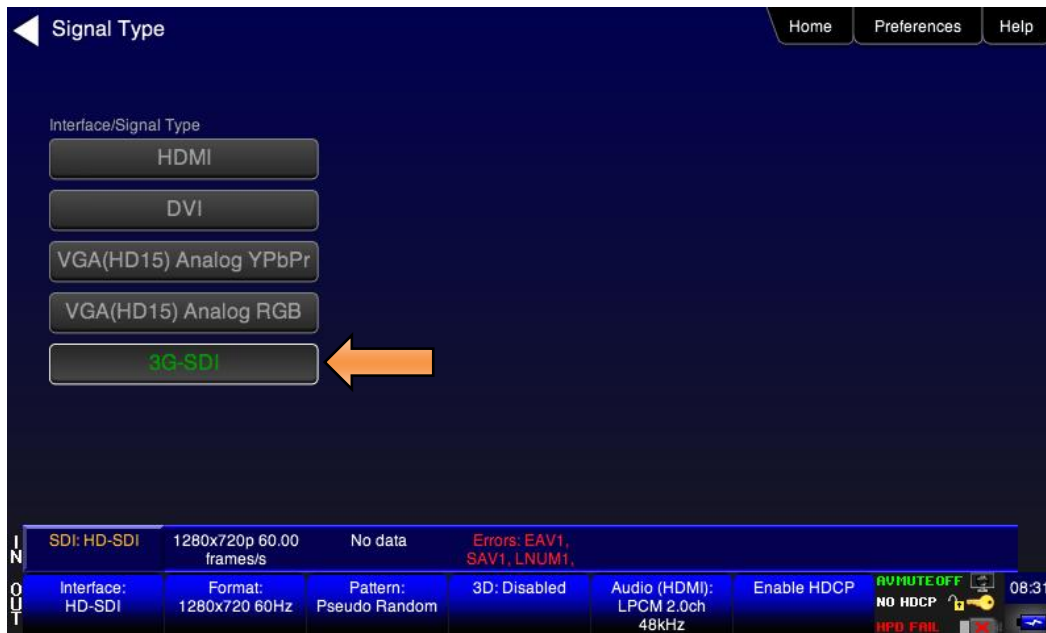 Signal Type
Home
Preferences
Help
Interface/Signal Type
HDMI
DVI
VGA(HD15) Analog YPbPr
VGA(HD15) Analog RGB
3G-SDI
IN
SDI: HD-SDI
1280x720p 60.00
frames/s
No data
Errors: EAV1,
SAV1, LNUM1,
OUT
Interface:
HD-SDI
Format:
1280x720 60Hz
Pattern:
Pseudo Random
3D: Disabled
Audio (HDMI):
LPCM 2.0ch
48kHz
Enable HDCP
AVMUTE OFF
NO HDCP
HPD FAIL
08:31